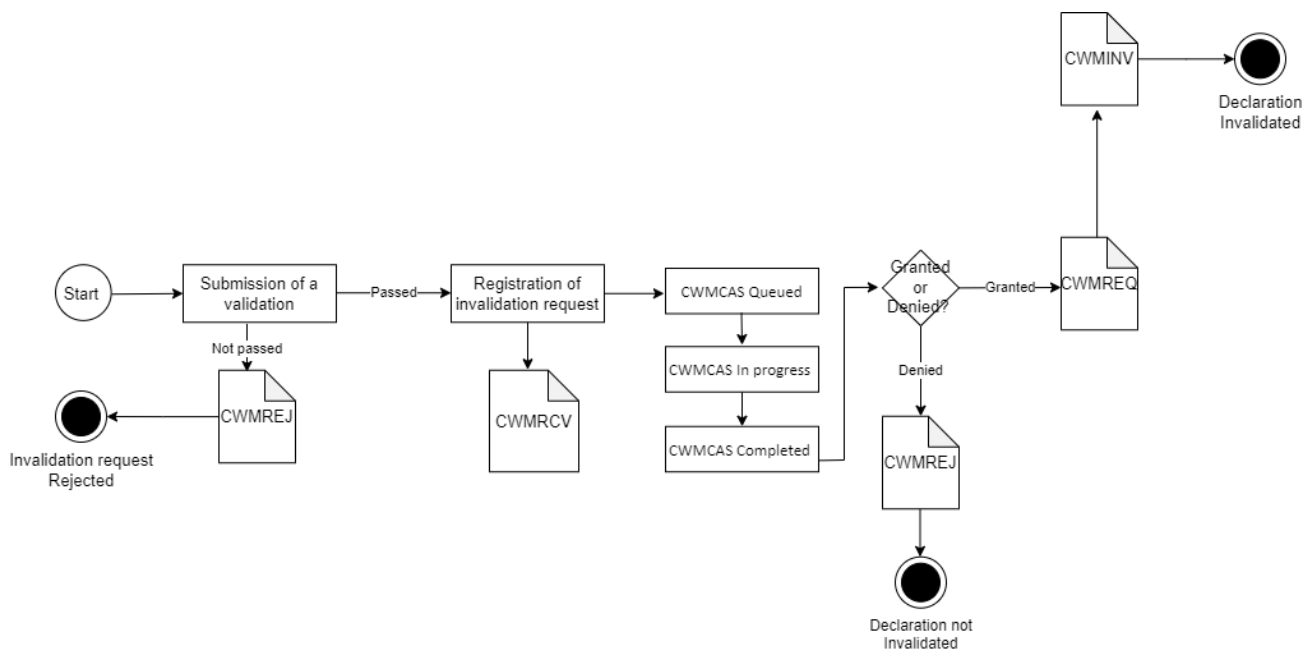 CWMINV
Declaration
Invalidated
Start
Submission of a
validation
Passed
Registration of
invalidation request
CWMCAS Queued
Granted
or
Denied?
Granted
CWMREQ
Not passed
CWMCAS In progress
Denied
CWMREJ
Invalidation request
Rejected
CWMRCV
CWMCAS Completed
CWMREJ
Declaration not
Invalidated